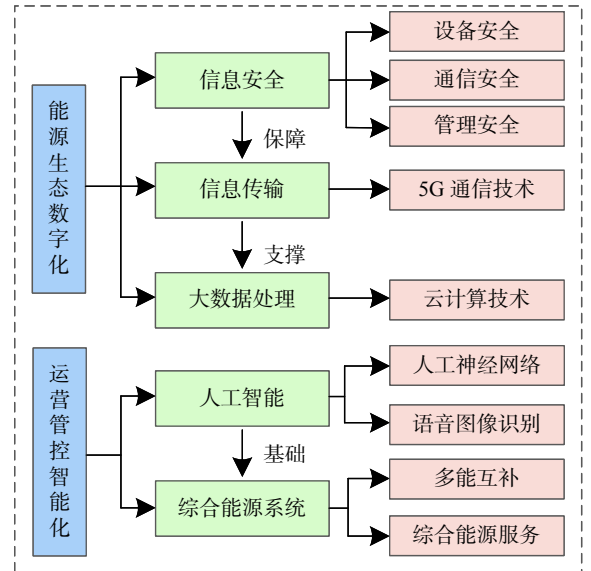 能源生态数字化
信息安全
设备安全
通信安全
管理安全
保障
信息传输
5G 通信技术
支撑
大数据处理
云计算技术
运营管控智能化
人工智能
人工神经网络
语音图像识别
基础
综合能源系统
多能互补
综合能源服务